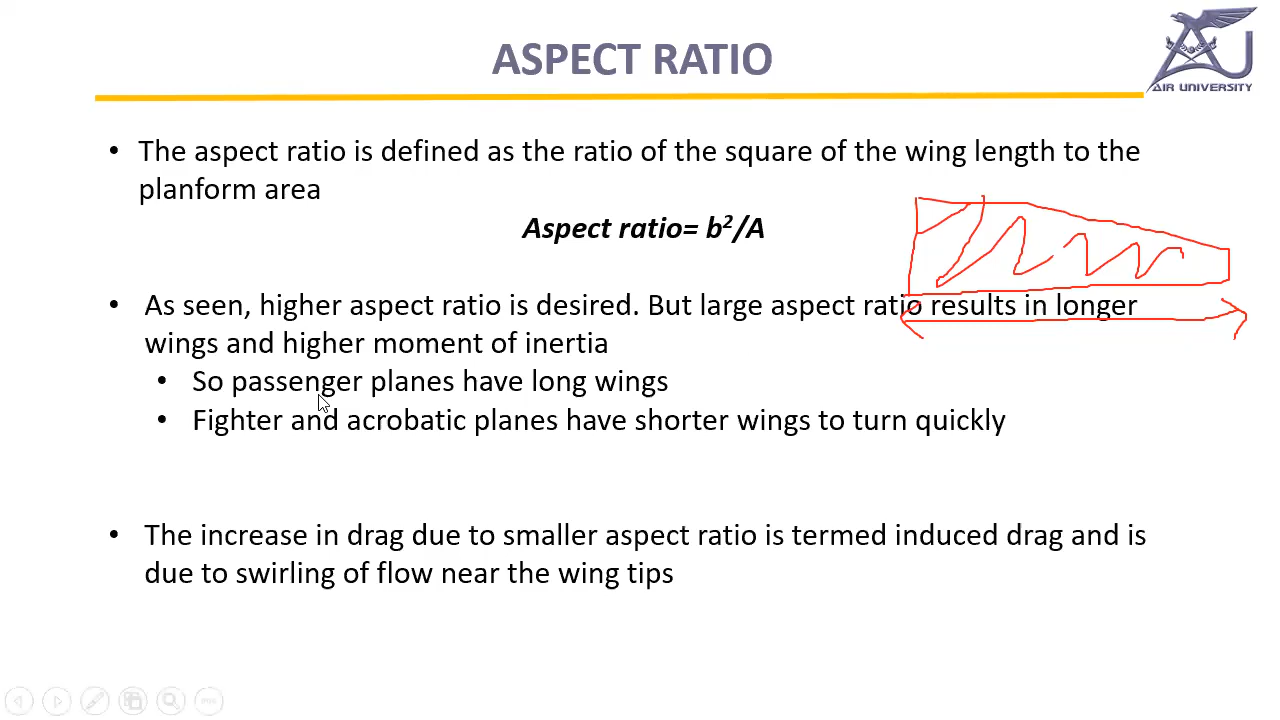 ASPECT RATIO
AIR UNIVERSITY
• The aspect ratio is defined as the ratio of the square of the wing length to the
planform area
Aspect ratio= b²/A
• As seen, higher aspect ratio is desired. But large aspect ratio results in longer
wings and higher moment of inertia
• So passenger planes have long wings
• Fighter and acrobatic planes have shorter wings to turn quickly
• The increase in drag due to smaller aspect ratio is termed induced drag and is
due to swirling of flow near the wing tips